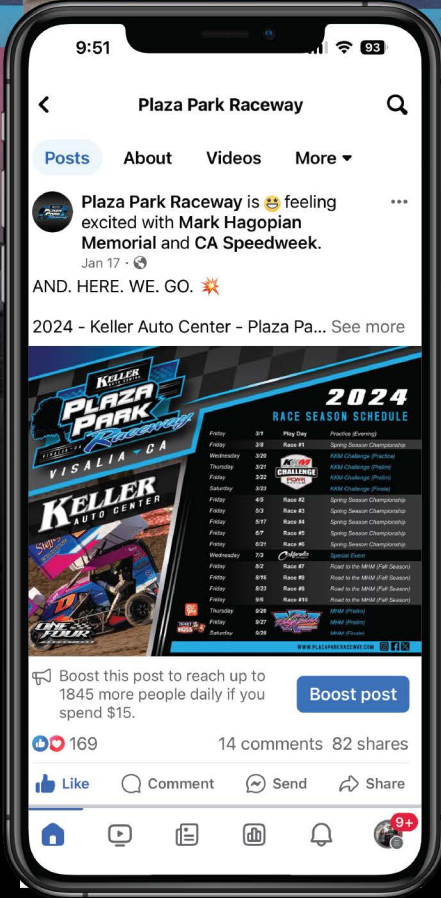 9:51
93
Plaza Park Raceway
Posts About Videos More
Plaza Park Raceway is 😀 feeling
excited with Mark Hagopian
Memorial and CA Speedweek.
Jan 17 ·
AND. HERE. WE. GO. 💥
2024 - Keller Auto Center - Plaza Pa... See more
KELLER
AUTO CENTER
PLAZA
PARK
Raceway
VISALIA-CA
VISALIA CA
KELLER
AUTO CENTER
ONE
FOUR
2024
RACE SEASON SCHEDULE
Friday 3/1 Play Day Practice (Evening)
Friday 3/8 Race #1 Spring Season Championship
Wednesday 3/20 KKM Challenge (Practice)
Thursday 3/21 KKM Challenge (Prelim)
Friday 3/22 KKM Challenge (Prelim)
Saturday 3/23 KKM Challenge (Finale)
KKM
CHALLENGE
Friday 4/5 Race #2 Spring Season Championship
Friday 5/3 Race #3 Spring Season Championship
Friday 5/17 Race #4 Spring Season Championship
Friday 6/7 Race #5 Spring Season Championship
Friday 6/21 Race #6 Spring Season Championship
Wednesday 7/3 California Special Event
Friday 8/2 Race #7 Road to the MHM (Fall Season)
Friday 8/16 Race #8 Road to the MHM (Fall Season)
Friday 8/23 Race #9 Road to the MHM (Fall Season)
Friday 9/6 Race #10 Road to the MHM (Fall Season)
Thursday 9/26 MHM (Prelim)
Friday 9/27 MHM (Prelim)
Saturday 9/28 MHM (Finale)
WWW.PLAZAPARKRACEWAY.COM
Boost this post to reach up to
1845 more people daily if you
spend $15.
Boost post
169 14 comments 82 shares
Like Comment Send Share
9+